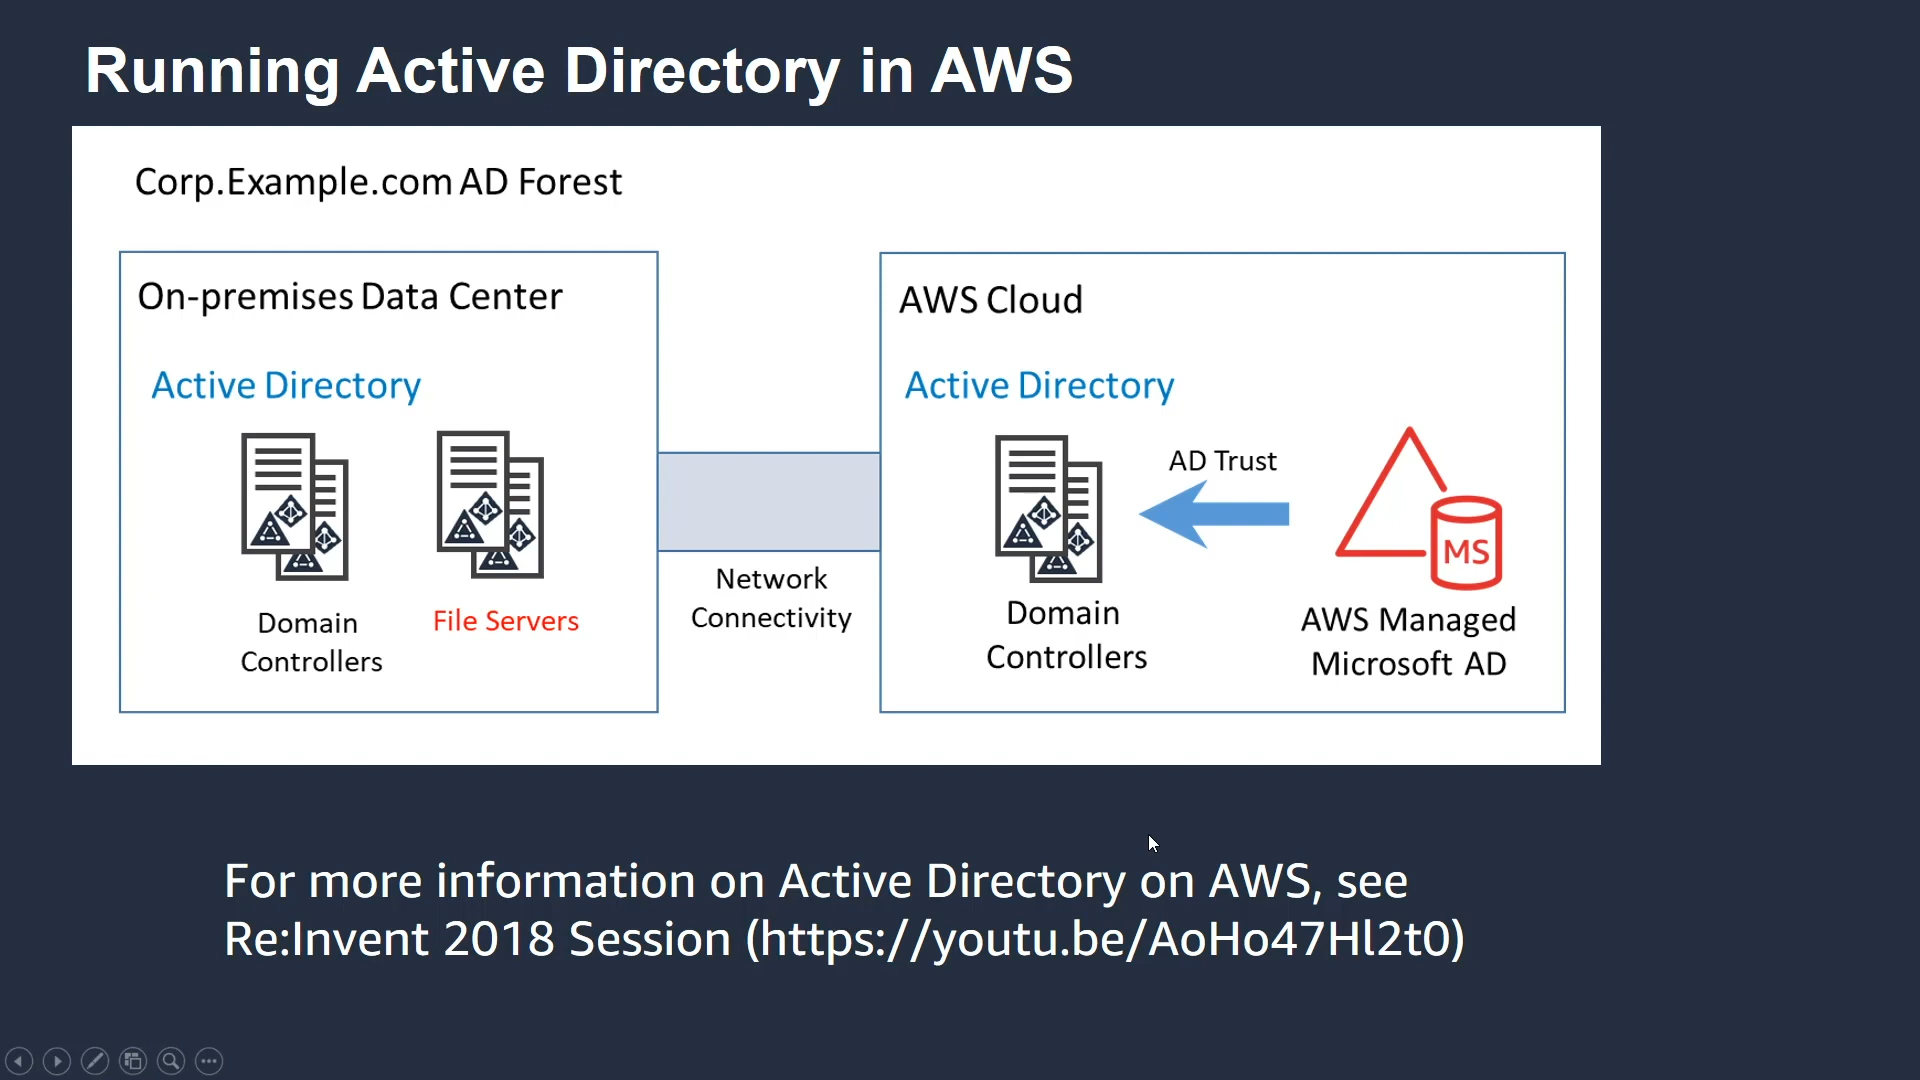 Running Active Directory in AWS
Corp.Example.com AD Forest
On-premises Data Center
Active Directory
Domain
Controllers
File Servers
Network
Connectivity
AWS Cloud
Active Directory
Domain
Controllers
AD Trust
MS
AWS Managed
Microsoft AD
For more information on Active Directory on AWS, see
Re:Invent 2018 Session (https://youtu.be/AoHo47Hl2t0)